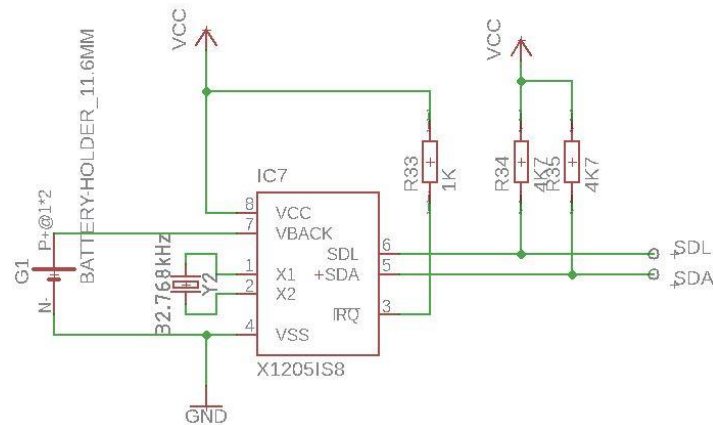 VCC
VCC
BATTERY-HOLDER_11.6MM
R33
1K
R34
4K7
R35
4K7
IC7
8
VCC
7
VBACK
SDL
6
+SDA
5
1
X1
2
X2
IRQ
3
4
VSS
X1205IS8
G1
P+@1*2
N-
32.768kHz
Y2
SDL
SDA
GND